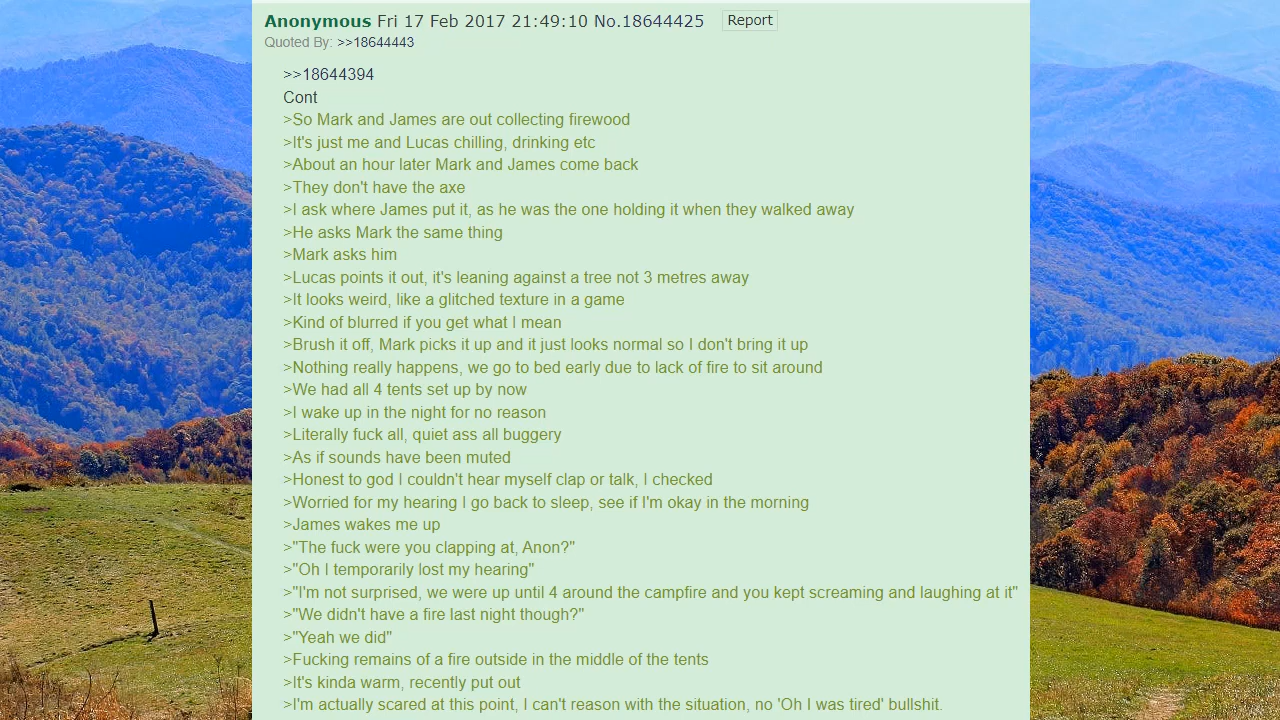 Anonymous Fri 17 Feb 2017 21:49:10 No.18644425 Report
Quoted By: >>18644443
>>18644394
Cont
>So Mark and James are out collecting firewood
>It's just me and Lucas chilling, drinking etc
>About an hour later Mark and James come back
>They don't have the axe
>I ask where James put it, as he was the one holding it when they walked away
>He asks Mark the same thing
>Mark asks him
>Lucas points it out, it's leaning against a tree not 3 metres away
>It looks weird, like a glitched texture in a game
>Kind of blurred if you get what I mean
>Brush it off, Mark picks it up and it just looks normal so I don't bring it up
>Nothing really happens, we go to bed early due to lack of fire to sit around
>We had all 4 tents set up by now
>I wake up in the night for no reason
>Literally fuck all, quiet ass all buggery
>As if sounds have been muted
>Honest to god I couldn't hear myself clap or talk, I checked
>Worried for my hearing I go back to sleep, see if I'm okay in the morning
>James wakes me up
>"The fuck were you clapping at, Anon?"
>"Oh I temporarily lost my hearing"
>"I'm not surprised, we were up until 4 around the campfire and you kept screaming and laughing at it"
>"We didn't have a fire last night though?"
>"Yeah we did"
>Fucking remains of a fire outside in the middle of the tents
>It's kinda warm, recently put out
>I'm actually scared at this point, I can't reason with the situation, no 'Oh I was tired' bullshit.